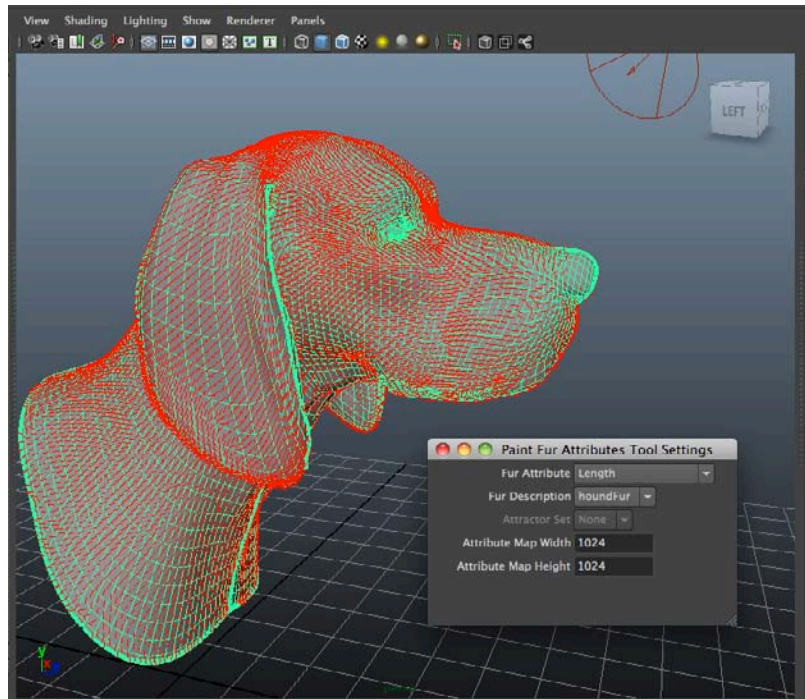 View Shading Lighting Show Renderer Panels
LEFT
Paint Fur Attributes Tool Settings
Fur Attribute Length
Fur Description houndFur
Attractor Set None
Attribute Map Width 1024
Attribute Map Height 1024
y
x